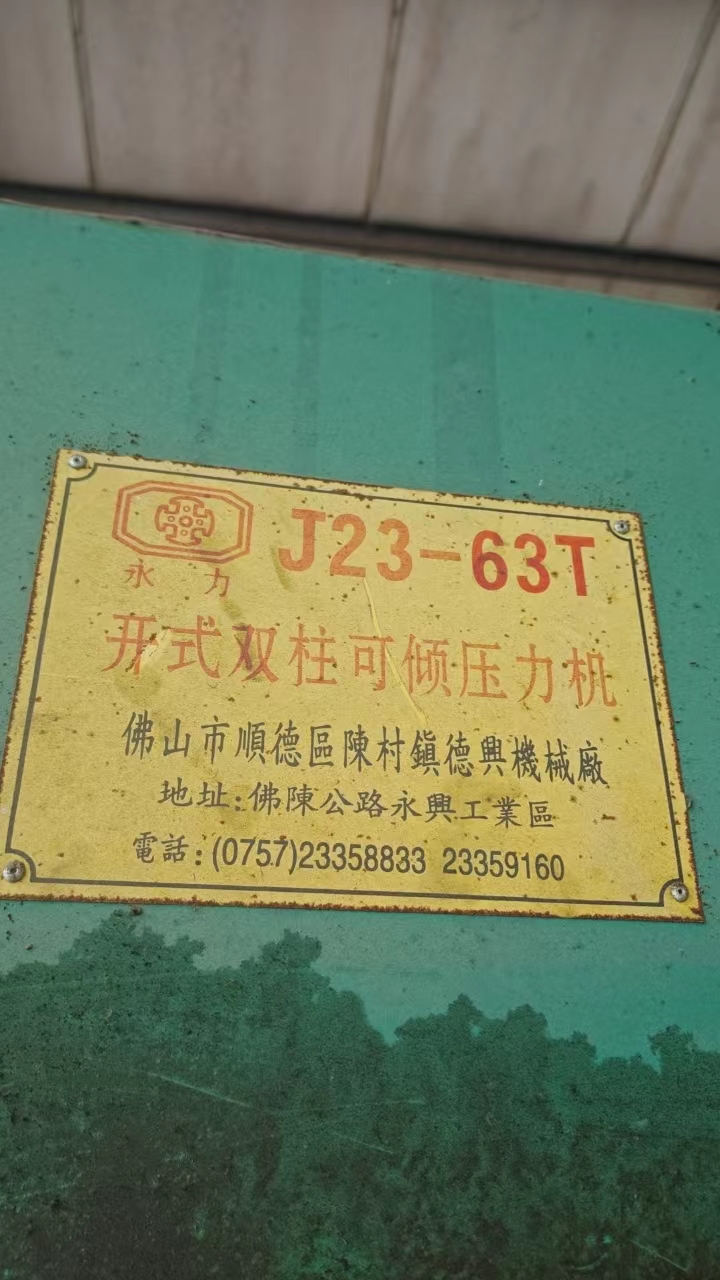 永力
J23-63T
开式双柱可倾压力机
佛山市順德區陳村鎮德興機械廠
地址:佛陳公路永興工業區
電話:(0757)23358833 23359160